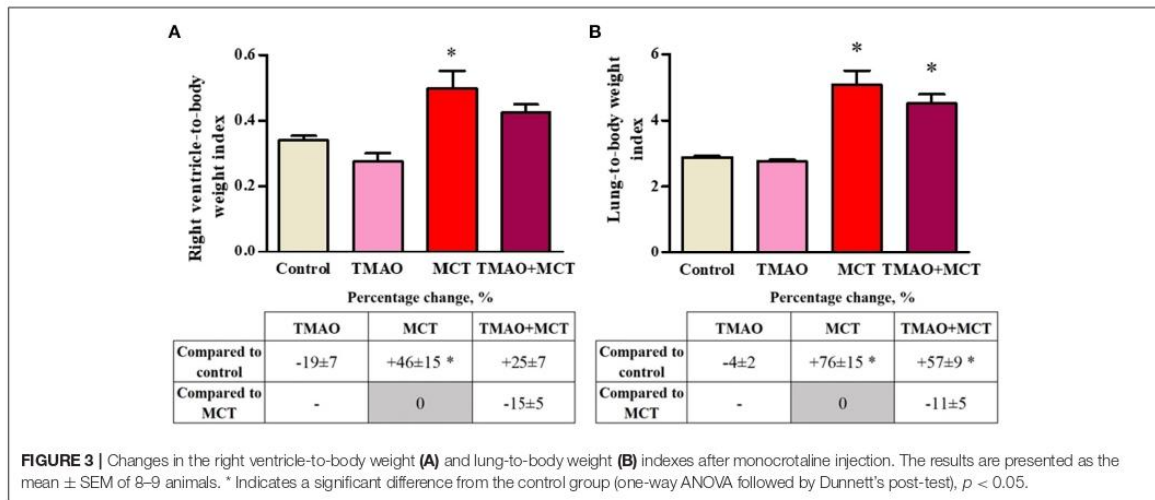 A
Right ventricle-to-body
weight index
0.6
0.4
0.2
0.0
*
Control TMAO MCT TMAO+MCT
Percentage change, %
TMAO MCT TMAO+MCT
Compared to
control
-19±7 +46±15 * +25±7
Compared to
MCT
- 0 -15±5
B
Lung-to-body weight
index
6
4
2
0
*
*
Control TMAO MCT TMAO+MCT
Percentage change, %
TMAO MCT TMAO+MCT
Compared to
control
-4±2 +76±15 * +57±9 *
Compared to
MCT
- 0 -11±5
FIGURE 3 | Changes in the right ventricle-to-body weight (A) and lung-to-body weight (B) indexes after monocrotaline injection. The results are presented as the
mean ± SEM of 8–9 animals. * Indicates a significant difference from the control group (one-way ANOVA followed by Dunnett's post-test), p < 0.05.